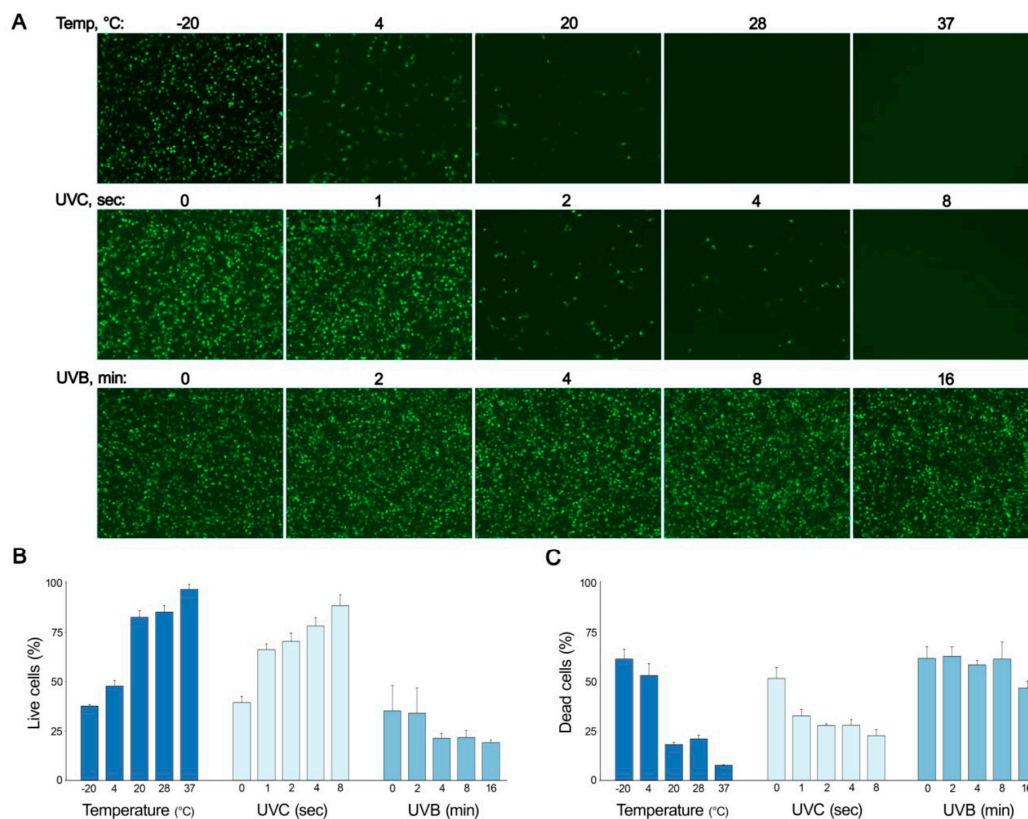 A
Temp, °C: -20 4 20 28 37
UVC, sec: 0 1 2 4 8
UVB, min: 0 2 4 8 16
B
Live cells (%)
100
75
50
25
0
-20 4 20 28 37
0 1 2 4 8
0 2 4 8 16
Temperature (°C)
UVC (sec)
UVB (min)
C
Dead cells (%)
100
75
50
25
0
-20 4 20 28 37
0 1 2 4 8
0 2 4 8 16
Temperature (°C)
UVC (sec)
UVB (min)